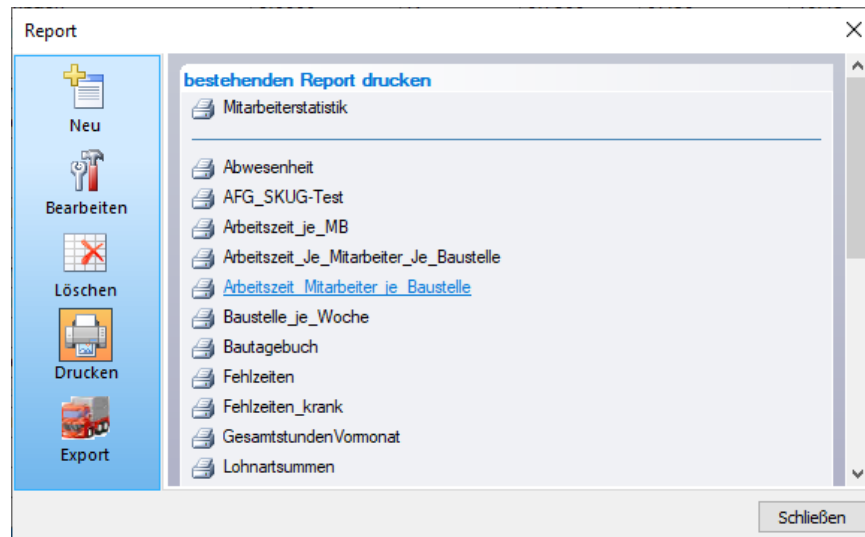 Report
Neu
Bearbeiten
Löschen
Drucken
Export
bestehenden Report drucken
Mitarbeiterstatistik
Abwesenheit
AFG_SKUG-Test
Arbeitszeit_je_MB
Arbeitszeit_Je_Mitarbeiter_Je_Baustelle
Arbeitszeit_Mitarbeiter_je_Baustelle
Baustelle_je_Woche
Bautagebuch
Fehlzeiten
Fehlzeiten_krank
GesamtstundenVormonat
Lohnartsummen
Schließen